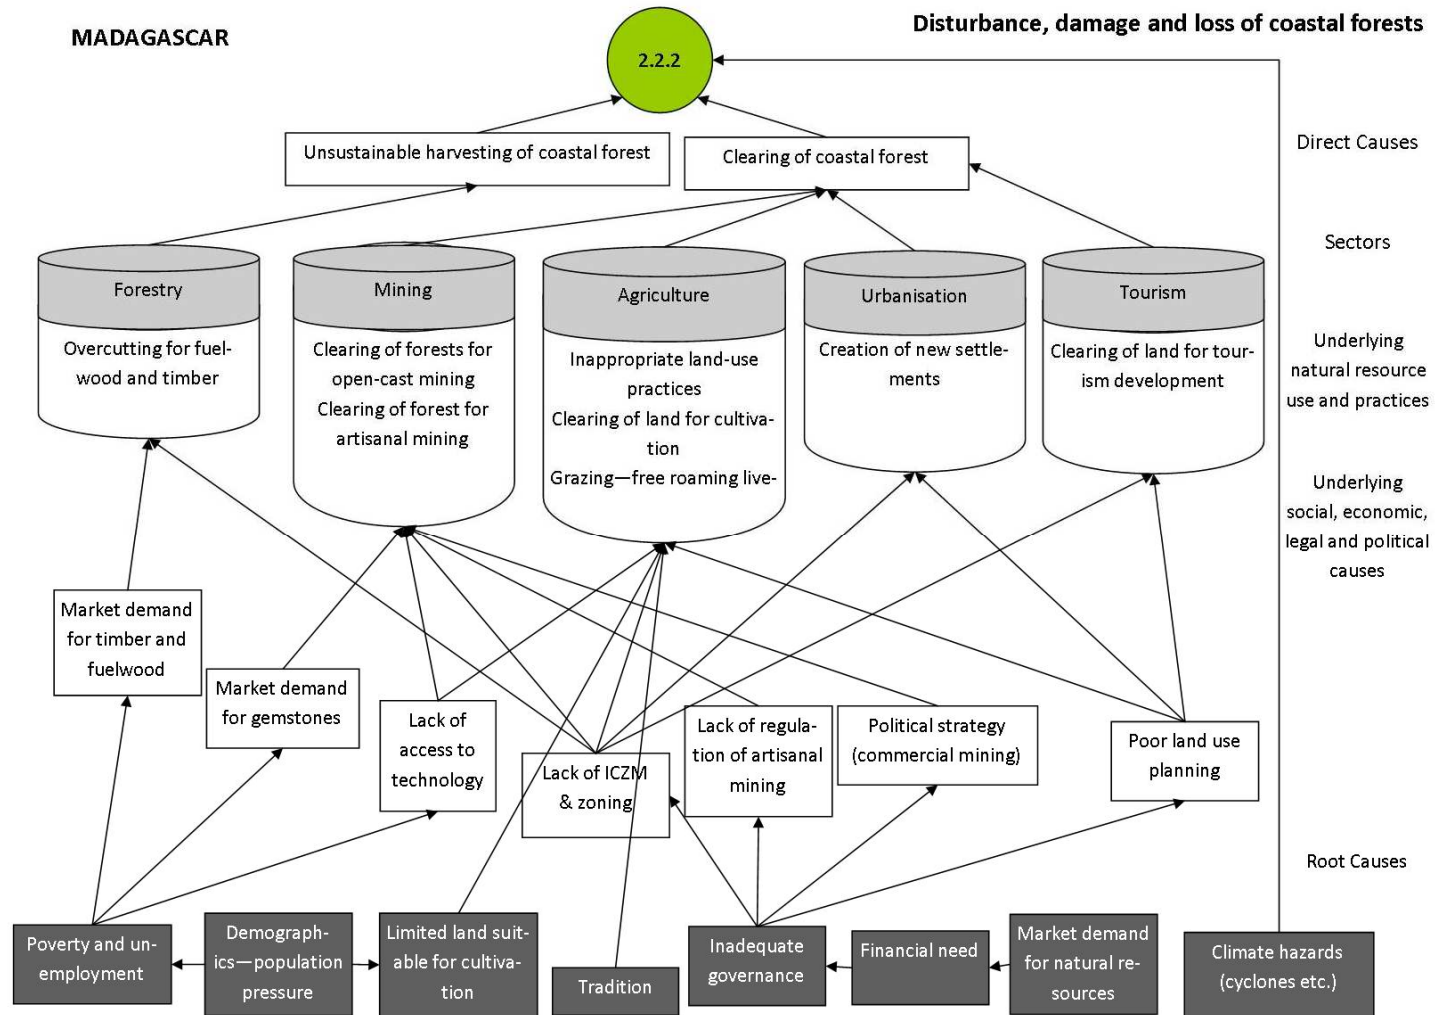 MADAGASCAR
Disturbance, damage and loss of coastal forests
2.2.2
Direct Causes
Unsustainable harvesting of coastal forest
Clearing of coastal forest
Sectors
Forestry
Mining
Agriculture
Urbanisation
Tourism
Overcutting for fuel-
wood and timber
Clearing of forests for
open-cast mining
Clearing of forest for
artisanal mining
Inappropriate land-use
practices
Clearing of land for cultiva-
tion
Grazing—free roaming live-
Creation of new settle-
ments
Clearing of land for tour-
ism development
Underlying
natural resource
use and practices
Underlying
social, economic,
legal and political
causes
Market demand
for timber and
fuelwood
Market demand
for gemstones
Lack of
access to
technology
Lack of ICZM
& zoning
Lack of regula-
tion of artisanal
mining
Political strategy
(commercial mining)
Poor land use
planning
Root Causes
Poverty and un-
employment
Demograph-
ics—population
pressure
Limited land suit-
able for cultiva-
tion
Tradition
Inadequate
governance
Financial need
Market demand
for natural re-
sources
Climate hazards
(cyclones etc.)